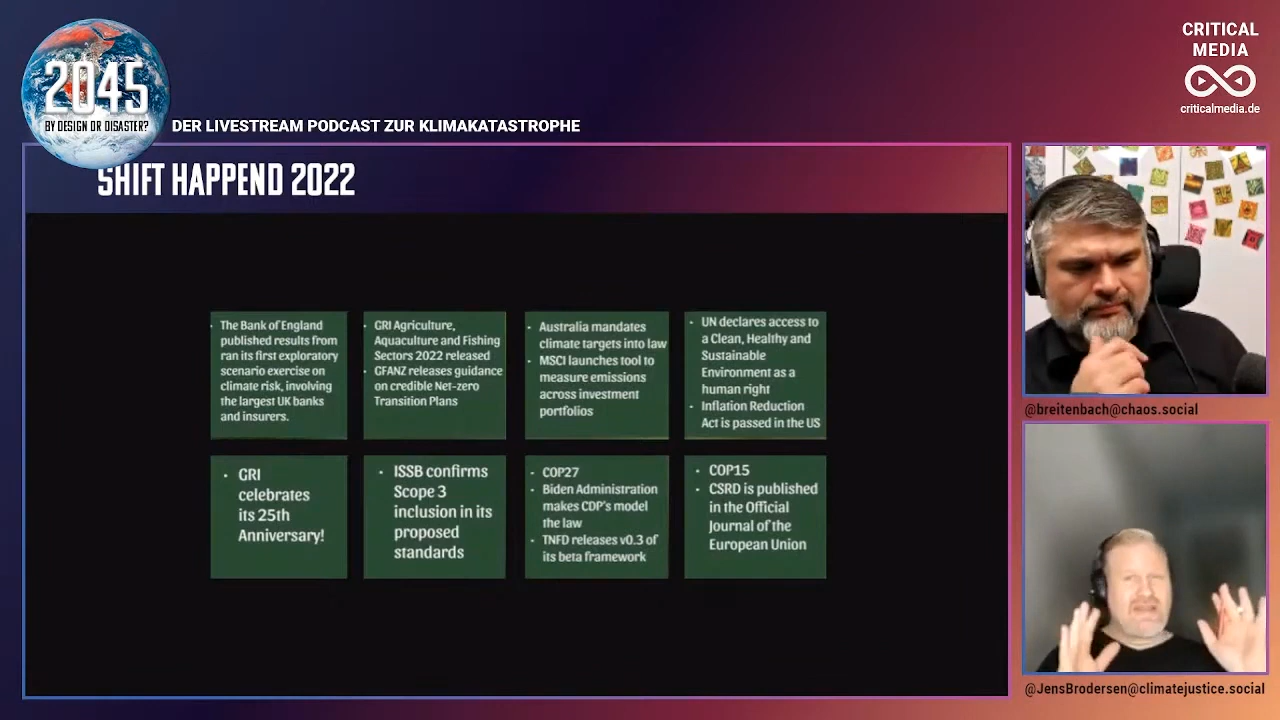 2045
BY DESIGN OR DISASTER?
DER LIVESTREAM PODCAST ZUR KLIMAKATASTROPHE
CRITICAL
MEDIA
criticalmedia.de
SHIFT HAPPEND 2022
• The Bank of England
published results from
ran its first exploratory
scenario exercise on
climate risk, involving
the largest UK banks
and insurers.
• GRI Agriculture,
Aquaculture and Fishing
Sectors 2022 released
• GFANZ releases guidance
on credible Net-zero
Transition Plans
• Australia mandates
climate targets into law
• MSCI launches tool to
measure emissions
across investment
portfolios
• UN declares access to
a Clean, Healthy and
Sustainable
Environment as a
human right
• Inflation Reduction
Act is passed in the US
• GRI
celebrates
its 25th
Anniversary!
• ISSB confirms
Scope 3
inclusion in its
proposed
standards
• COP27
• Biden Administration
makes CDP's model
the law
• TNFD releases v0.3 of
its beta framework
• COP15
• CSRD is published
in the Official
Journal of the
European Union
@breitenbach@chaos.social
@JensBrodersen@climatejustice.social